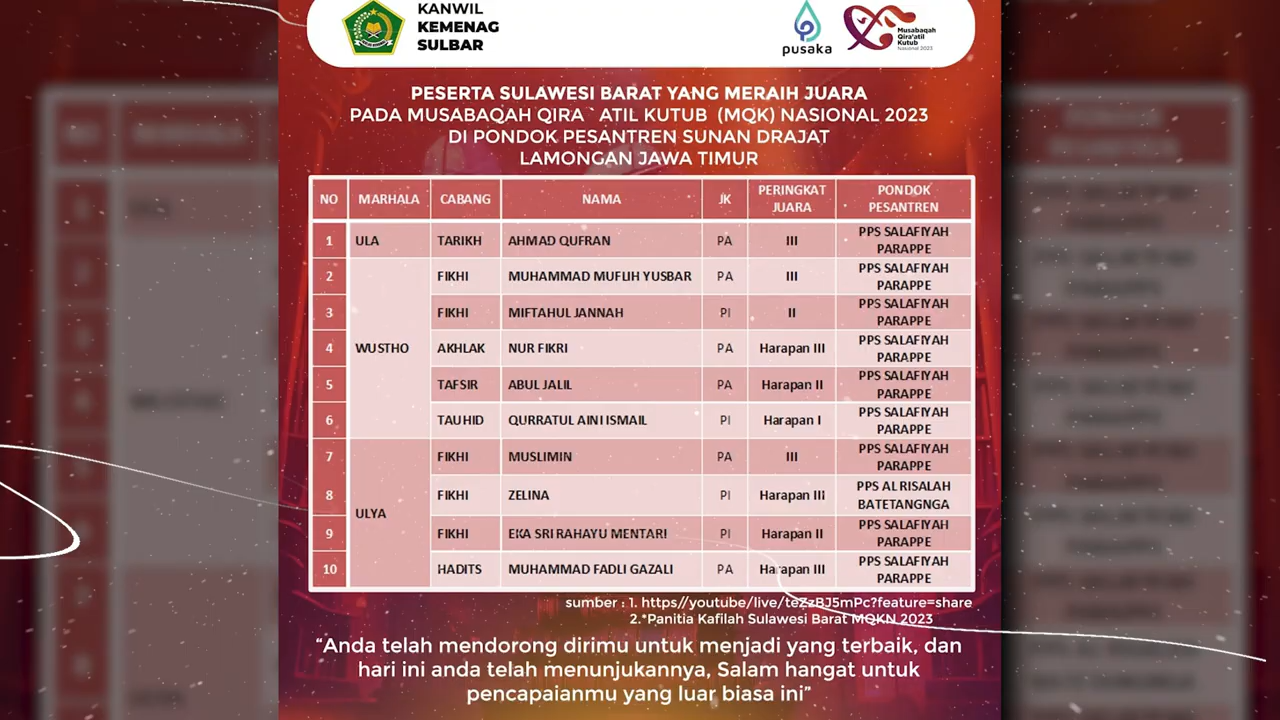 KANWIL
KEMENAG
SULBAR
pusaka
Musabaqah
Qira'atil
Kutub
Nasional 2023
PESERTA SULAWESI BARAT YANG MERAIH JUARA
PADA MUSABAQAH QIRA`ATIL KUTUB (MQK) NASIONAL 2023
DI PONDOK PESANTREN SUNAN DRAJAT
LAMONGAN JAWA TIMUR
NO MARHALA CABANG NAMA JK PERINGKAT JUARA PONDOK PESANTREN
1 ULA TARIKH AHMAD QUFRAN PA III PPS SALAFIYAH PARAPPE
2 FIKHI MUHAMMAD MUFLIH YUSBAR PA III PPS SALAFIYAH PARAPPE
3 FIKHI MIFTAHUL JANNAH PI II PPS SALAFIYAH PARAPPE
4 WUSTHO AKHLAK NUR FIKRI PA Harapan III PPS SALAFIYAH PARAPPE
5 TAFSIR ABUL JALIL PA Harapan II PPS SALAFIYAH PARAPPE
6 TAUHID QURRATUL AINI ISMAIL PI Harapan I PPS SALAFIYAH PARAPPE
7 FIKHI MUSLIMIN PA III PPS SALAFIYAH PARAPPE
8 ULYA FIKHI ZELINA PI Harapan III PPS AL RISALAH BATETANGNGA
9 FIKHI EKA SRI RAHAYU MENTARI PI Harapan II PPS SALAFIYAH PARAPPE
10 HADITS MUHAMMAD FADLI GAZALI PA Harapan III PPS SALAFIYAH PARAPPE
sumber : 1. https//youtube/live/teZzBJ5mPc?feature=share
2.*Panitia Kafilah Sulawesi Barat MQKN 2023
“Anda telah mendorong dirimu untuk menjadi yang terbaik, dan
hari ini anda telah menunjukannya, Salam hangat untuk
pencapaianmu yang luar biasa ini”